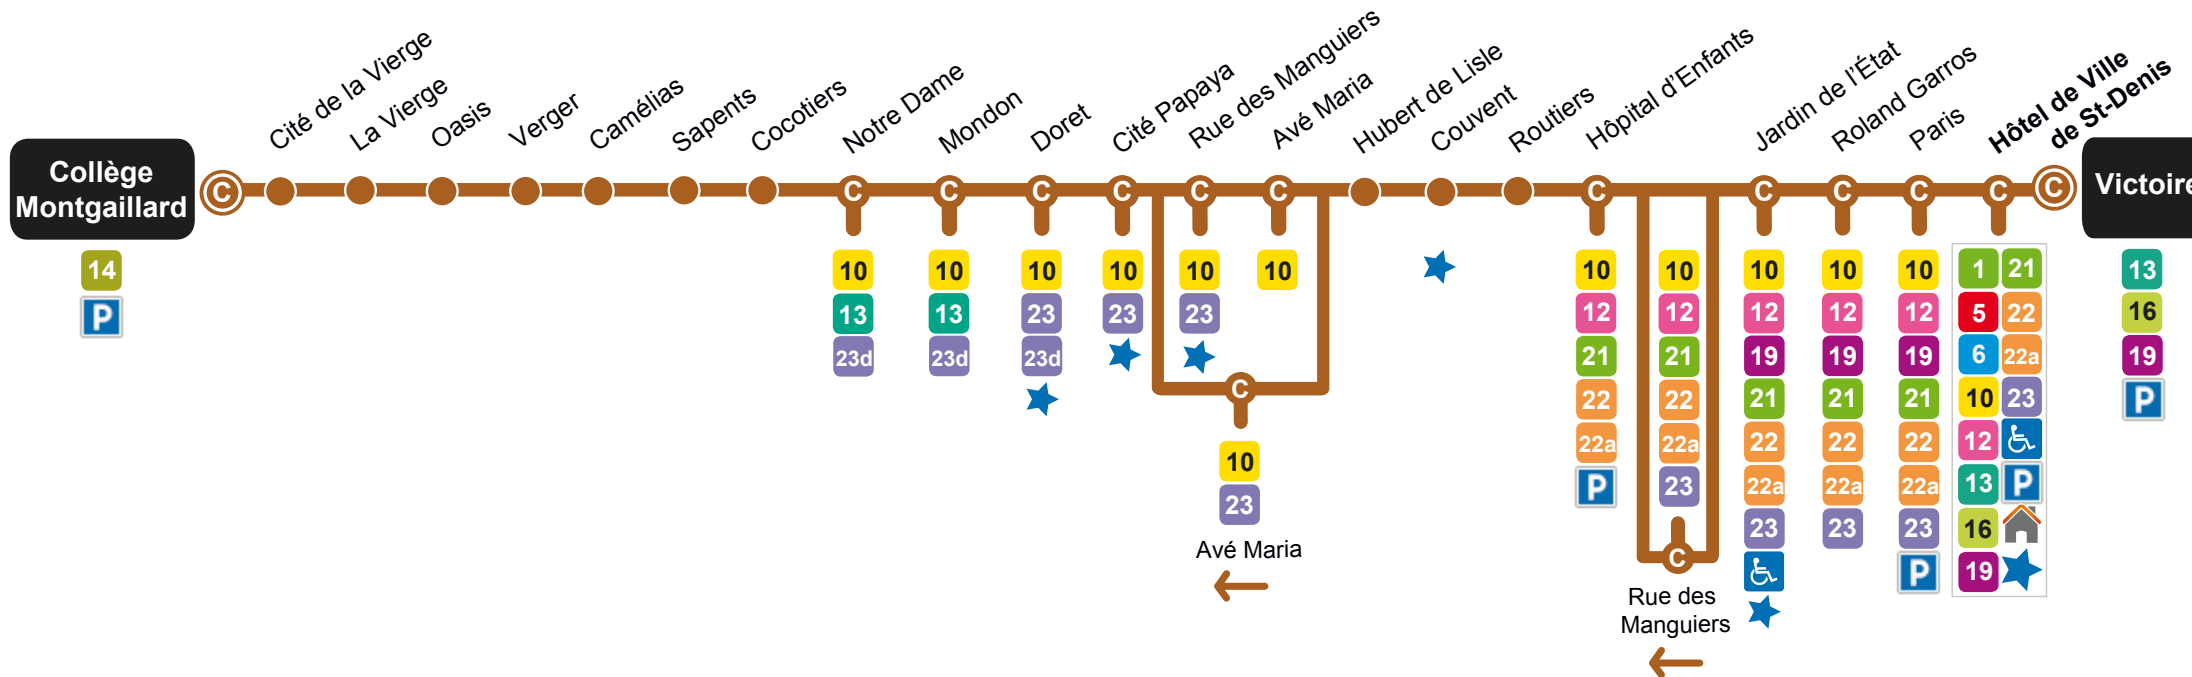 Cité de la Vierge
La Vierge
Oasis
Verger
Camélias
Sapents
Cocotiers
Notre Dame
Mondon
Doret
Cité Papaya
Rue des Manguiers
Avé Maria
Hubert de Lisle
Couvent
Routiers
Hôpital d'Enfants
Jardin de l'État
Roland Garros
Paris
Hôtel de Ville
de St-Denis
Collège
Montgaillard
C
C
C
C
C
C
C
C
C
C
C
C
C
Victoire
14
P
10
13
23d
10
13
23d
10
23
23d
10
23
10
23
10
C
10
23
Avé Maria
10
12
21
22
22a
P
10
12
21
22
22a
23
C
Rue des
Manguiers
10
12
19
21
22
22a
23
10
12
19
21
22
22a
23
10
12
19
21
22
22a
23
P
1 21
5 22
6 22a
10 23
12
13 P
16
19
13
16
19
P